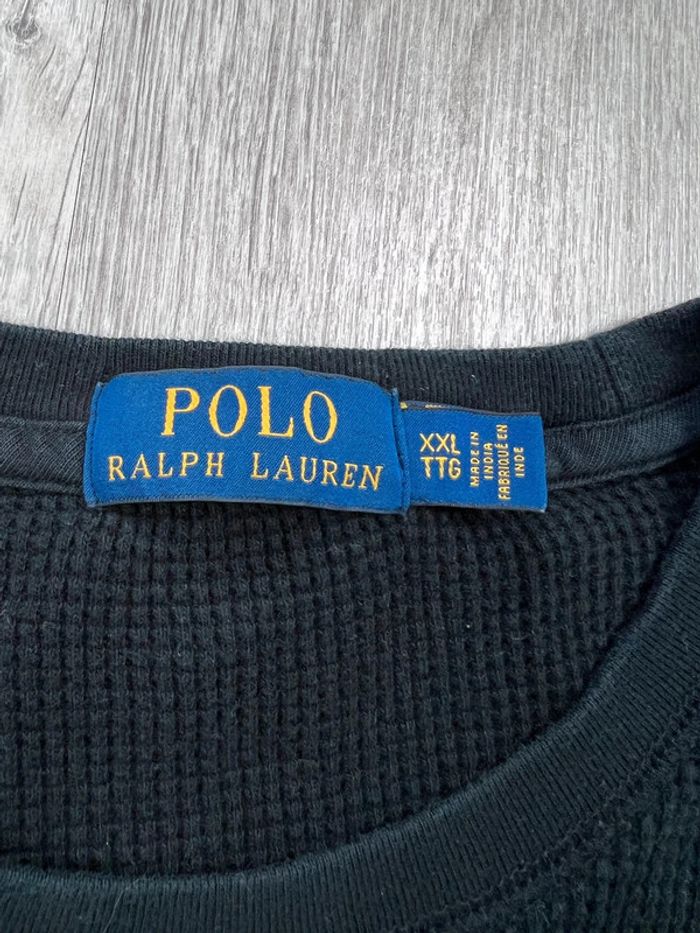 POLO
RALPH LAUREN
XXL
TTG
MADE IN
INDIA
FABRIQUÉ EN
INDE